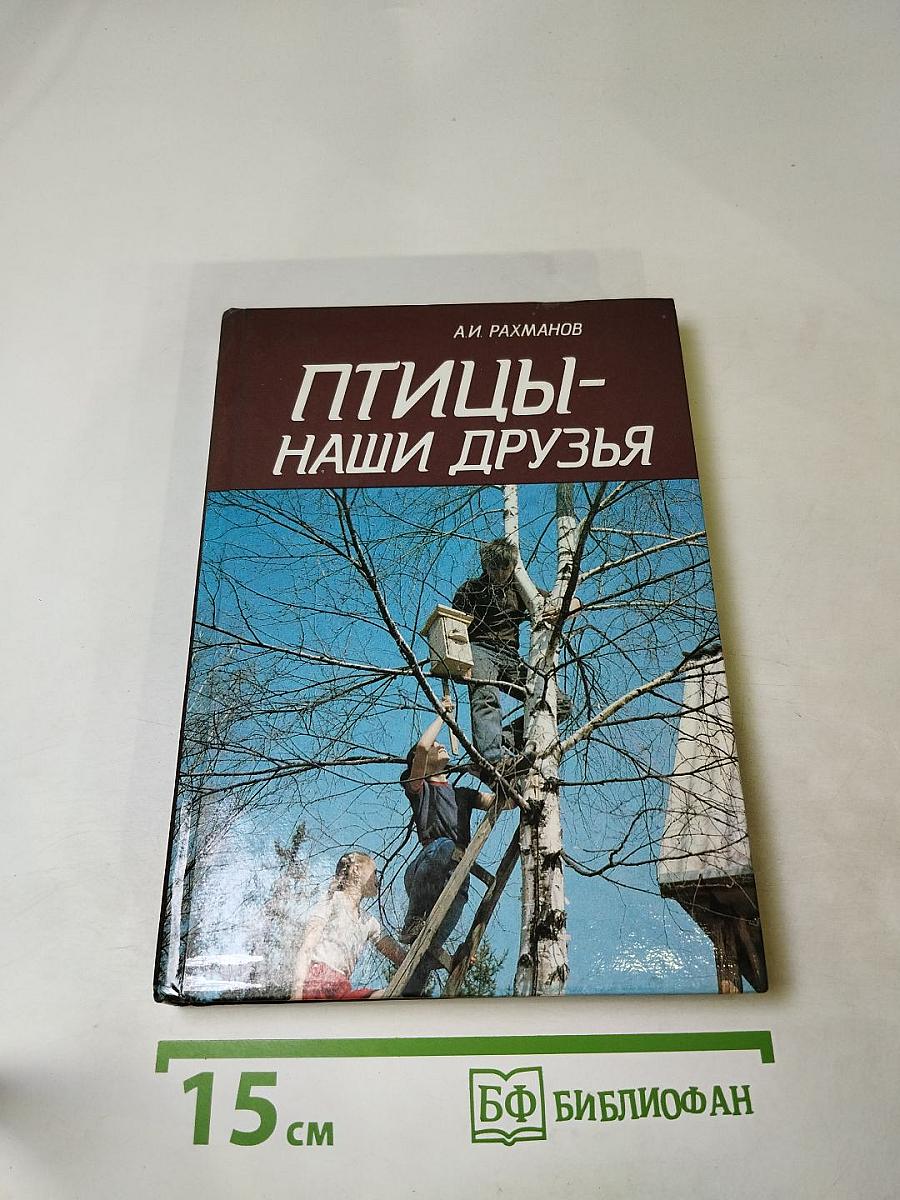 А.И. РАХМАНОВ
ПТИЦЫ-
НАШИ ДРУЗЬЯ
15 см
БФ БИБЛИОФАН